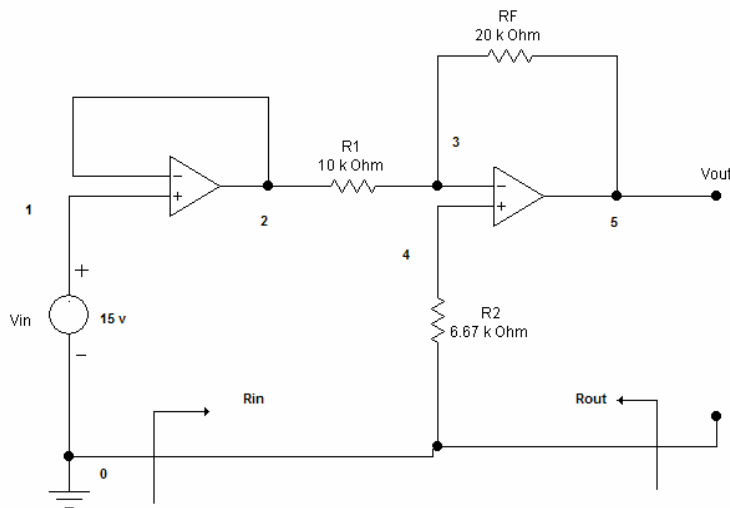 RF
20 k Ohm
R1
10 k Ohm
3
−
+
−
+
Vout
1
2
4
5
+
Vin
15 v
−
R2
6.67 k Ohm
Rin
Rout
0